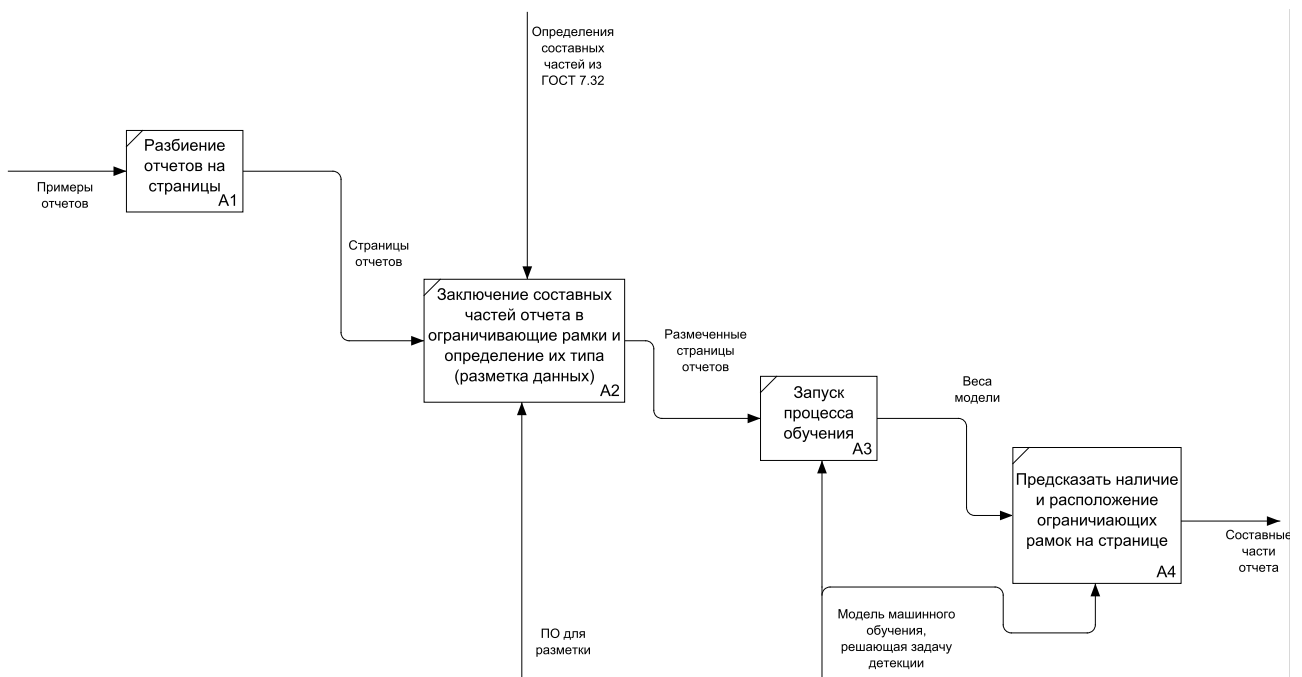 Определения
составных
частей из
ГОСТ 7.32
Разбиение
отчетов на
страницы
A1
Примеры
отчетов
Страницы
отчетов
Заключение составных
частей отчета в
ограничивающие рамки и
определение их типа
(разметка данных)
A2
Размеченные
страницы
отчетов
Запуск
процесса
обучения
A3
Веса
модели
Предсказать наличие
и расположение
ограничиающих
рамок на странице
A4
Составные
части
отчета
Модель машинного
обучения,
решающая задачу
детекции
ПО для
разметки